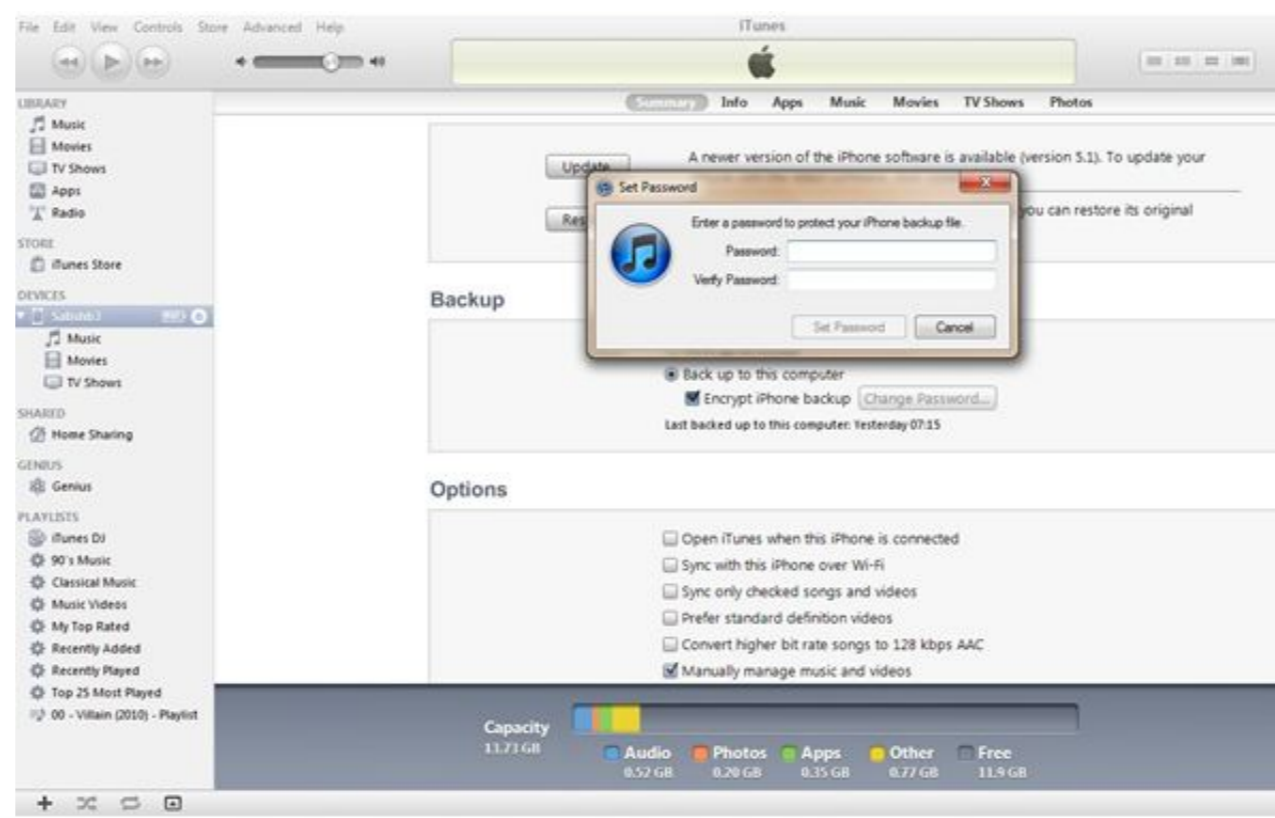 File Edit View Controls Store Advanced Help
iTunes
LIBRARY
Music
Movies
TV Shows
Apps
Radio
STORE
iTunes Store
DEVICES
Music
Movies
TV Shows
SHARED
Home Sharing
GENIUS
Genius
PLAYLISTS
iTunes DJ
90's Music
Classical Music
Music Videos
My Top Rated
Recently Added
Recently Played
Top 25 Most Played
00 - Villain (2010) - Playlist
Summary Info Apps Music Movies TV Shows Photos
Update
A newer version of the iPhone software is available (version 5.1). To update your
Res
you can restore its original
Set Password
Enter a password to protect your iPhone backup file.
Password:
Verify Password:
Set Password Cancel
Backup
Back up to this computer
Encrypt iPhone backup Change Password...
Last backed up to this computer: Yesterday 07:15
Options
Open iTunes when this iPhone is connected
Sync with this iPhone over Wi-Fi
Sync only checked songs and videos
Prefer standard definition videos
Convert higher bit rate songs to 128 kbps AAC
Manually manage music and videos
Capacity
13.73 GB
Audio Photos Apps Other Free
0.52 GB 0.20 GB 0.35 GB 0.77 GB 11.9 GB